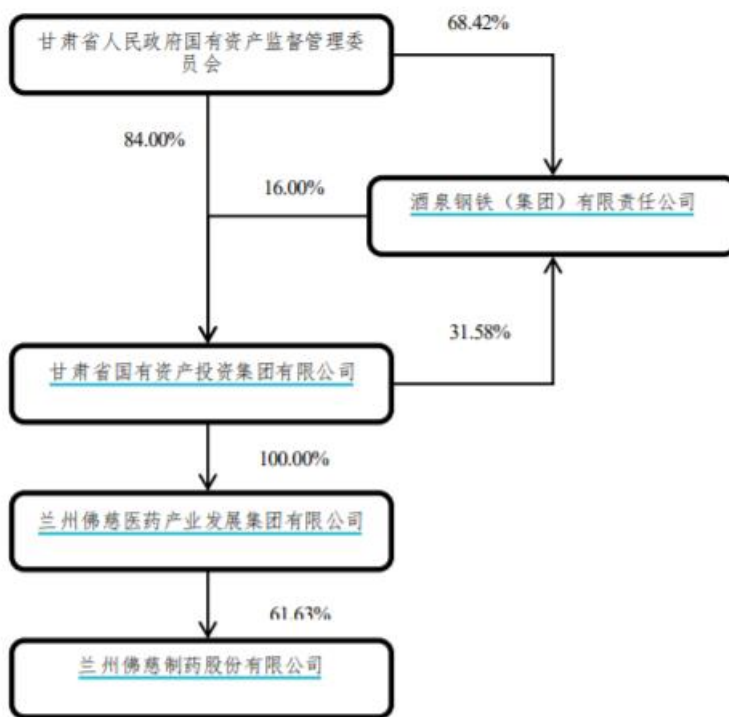 68.42%
甘肃省人民政府国有资产监督管理委
员会
84.00%
16.00%
酒泉钢铁（集团）有限责任公司
31.58%
甘肃省国有资产投资集团有限公司
100.00%
兰州佛慈医药产业发展集团有限公司
61.63%
兰州佛慈制药股份有限公司